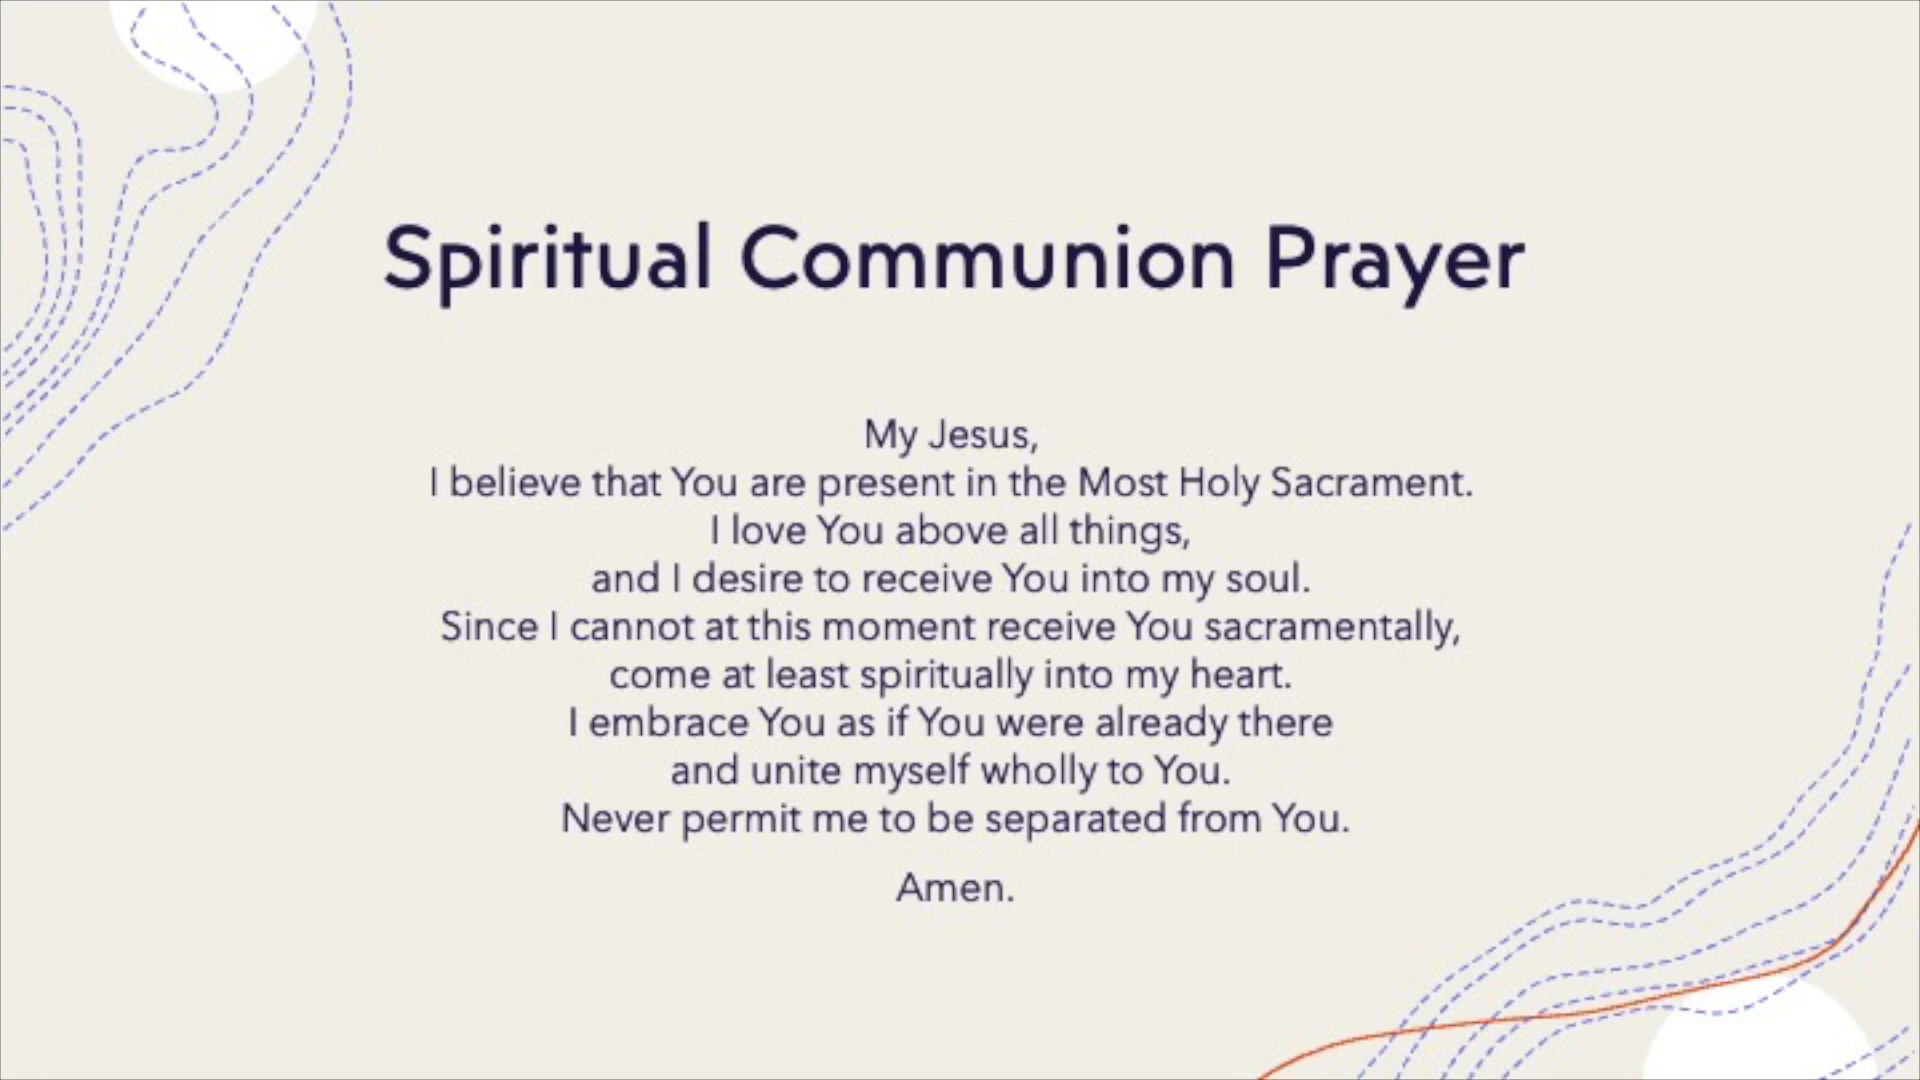 Spiritual Communion Prayer
My Jesus,
I believe that You are present in the Most Holy Sacrament.
I love You above all things,
and I desire to receive You into my soul.
Since I cannot at this moment receive You sacramentally,
come at least spiritually into my heart.
I embrace You as if You were already there
and unite myself wholly to You.
Never permit me to be separated from You.
Amen.